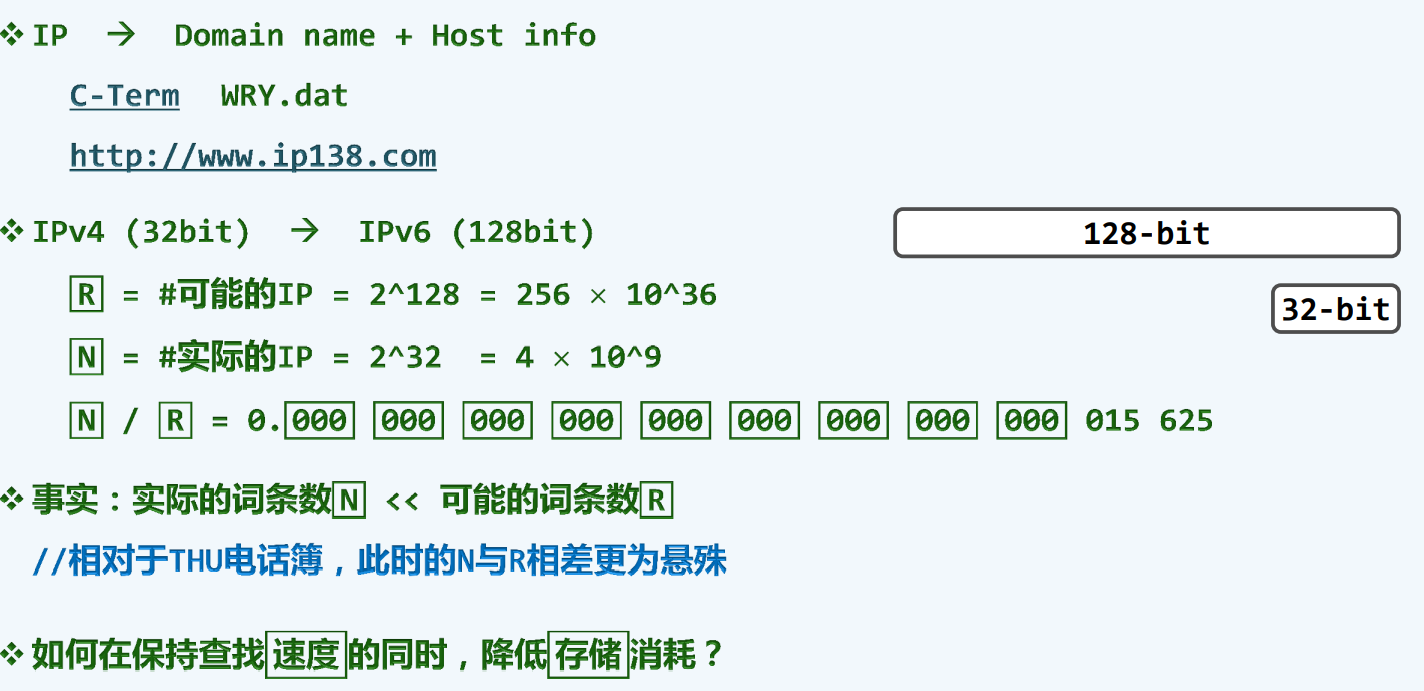 ❖ IP → Domain name + Host info
C-Term WRY.dat
http://www.ip138.com
❖ IPv4 (32bit) → IPv6 (128bit)
128-bit
R = #可能的IP = 2^128 = 256 × 10^36
32-bit
N = #实际的IP = 2^32 = 4 × 10^9
N / R = 0.000 000 000 000 000 000 000 000 000 015 625
❖ 事实：实际的词条数N << 可能的词条数R
//相对于THU电话簿，此时的N与R相差更为悬殊
❖ 如何在保持查找速度的同时，降低存储消耗？